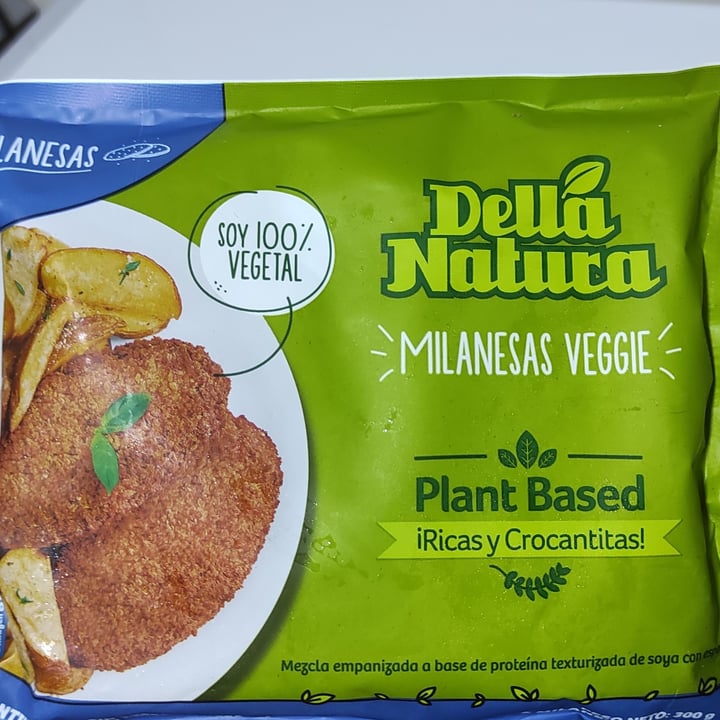 LANESAS
SOY 100%
VEGETAL
Della
Natura
MILANESAS VEGGIE
Plant Based
¡Ricas y Crocantitas!
Mezcla empanizada a base de proteína texturizada de soya con
NETO: 300 g